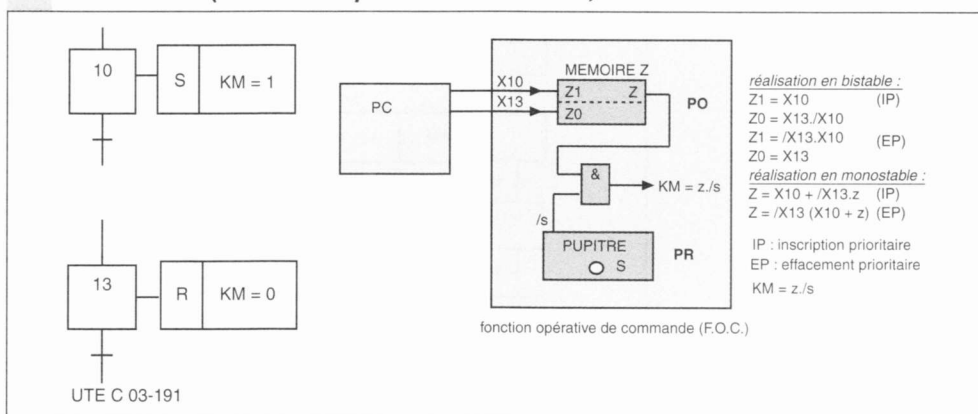 10
S
KM = 1
13
R
KM = 0
UTE C 03-191
PC
X10
X13
MEMOIRE Z
Z1
Z
Z0
PO
&
KM = z./s
/s
PUPITRE
S
PR
fonction opérative de commande (F.O.C.)
réalisation en bistable :
Z1 = X10 (IP)
Z0 = X13./X10
Z1 = /X13.X10 (EP)
Z0 = X13
réalisation en monostable :
Z = X10 + /X13.z (IP)
Z = /X13 (X10 + z) (EP)
IP : inscription prioritaire
EP : effacement prioritaire
KM = z./s